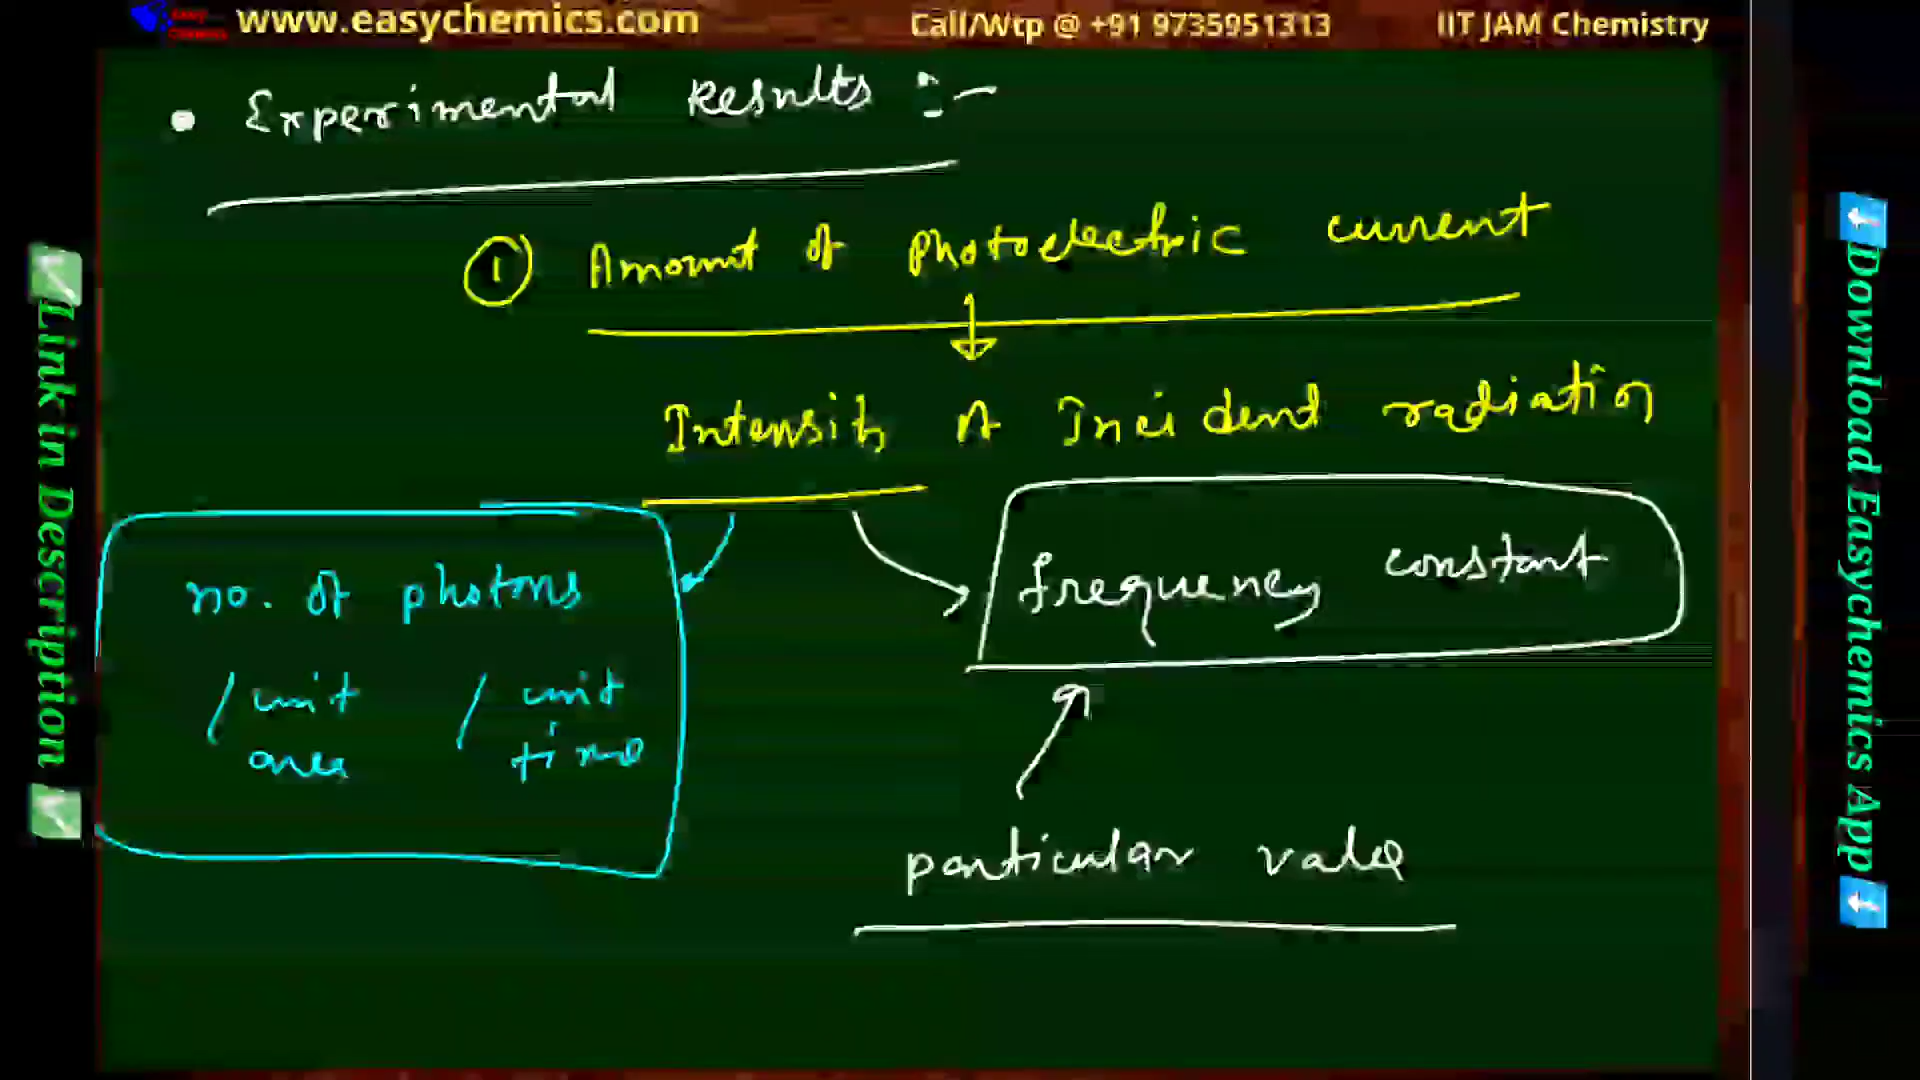 Easy Chemics
www.easychemics.com
Call/Wtp @ +91 9735951313
IIT JAM Chemistry
• Experimental Results :-
① Amount of photoelectric current
Intensity of Incident radiation
no. of photons
/ unit area / unit time
frequency constant
particular value
✅Link in Description✅
⬇️Download Easychemics App⬇️